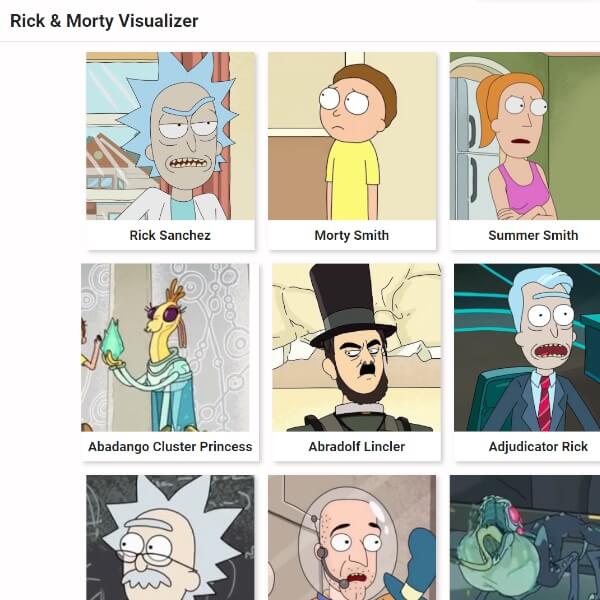 Rick & Morty Visualizer
Rick Sanchez
Morty Smith
Summer Smith
Abadango Cluster Princess
Abradolf Lincler
Adjudicator Rick